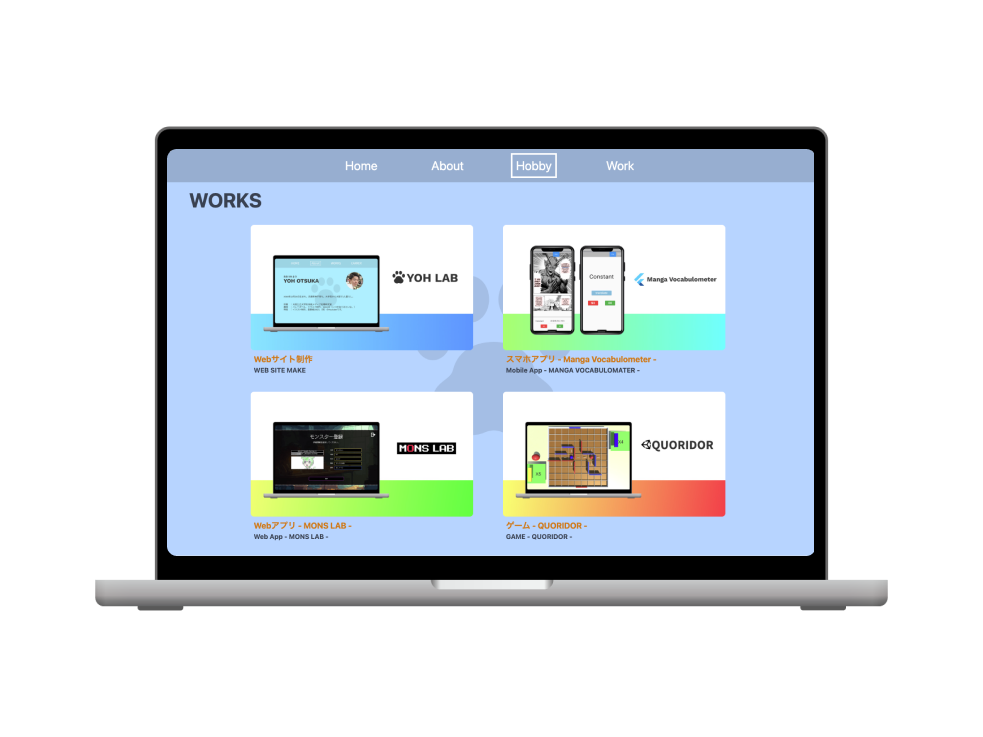 Home About Hobby Work
WORKS
YOH OTSUKA
YOH LAB
Webサイト制作
WEB SITE MAKE
Constant
Manga Vocabulometer
スマホアプリ - Manga Vocabulometer -
Mobile App - MANGA VOCABULOMATER -
モンスター登録
MONS LAB
Webアプリ - MONS LAB -
Web App - MONS LAB -
QUORIDOR
ゲーム - QUORIDOR -
GAME - QUORIDOR -